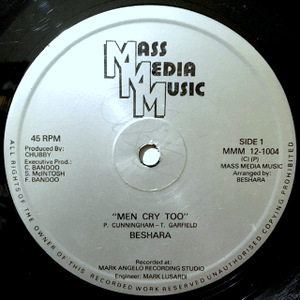 MASS
MEDIA
MUSIC
45 RPM
Produced By:
CHUBBY
Executive Prod.:
C. BANDOO
S. McINTOSH
F. BANDOO
SIDE 1
MMM 12-1004
(C) (P)
MASS MEDIA MUSIC
Arranged by:
BESHARA
"MEN CRY TOO"
P. CUNNINGHAM – T. GARFIELD
BESHARA
Recorded at:
MARK ANGELO RECORDING STUDIO
Engineer: MARK LUSARDI
ALL RIGHTS OF THE OWNER OF THE RECORDED WORK RESERVED UNAUTHORISED COPYING PROHIBITED